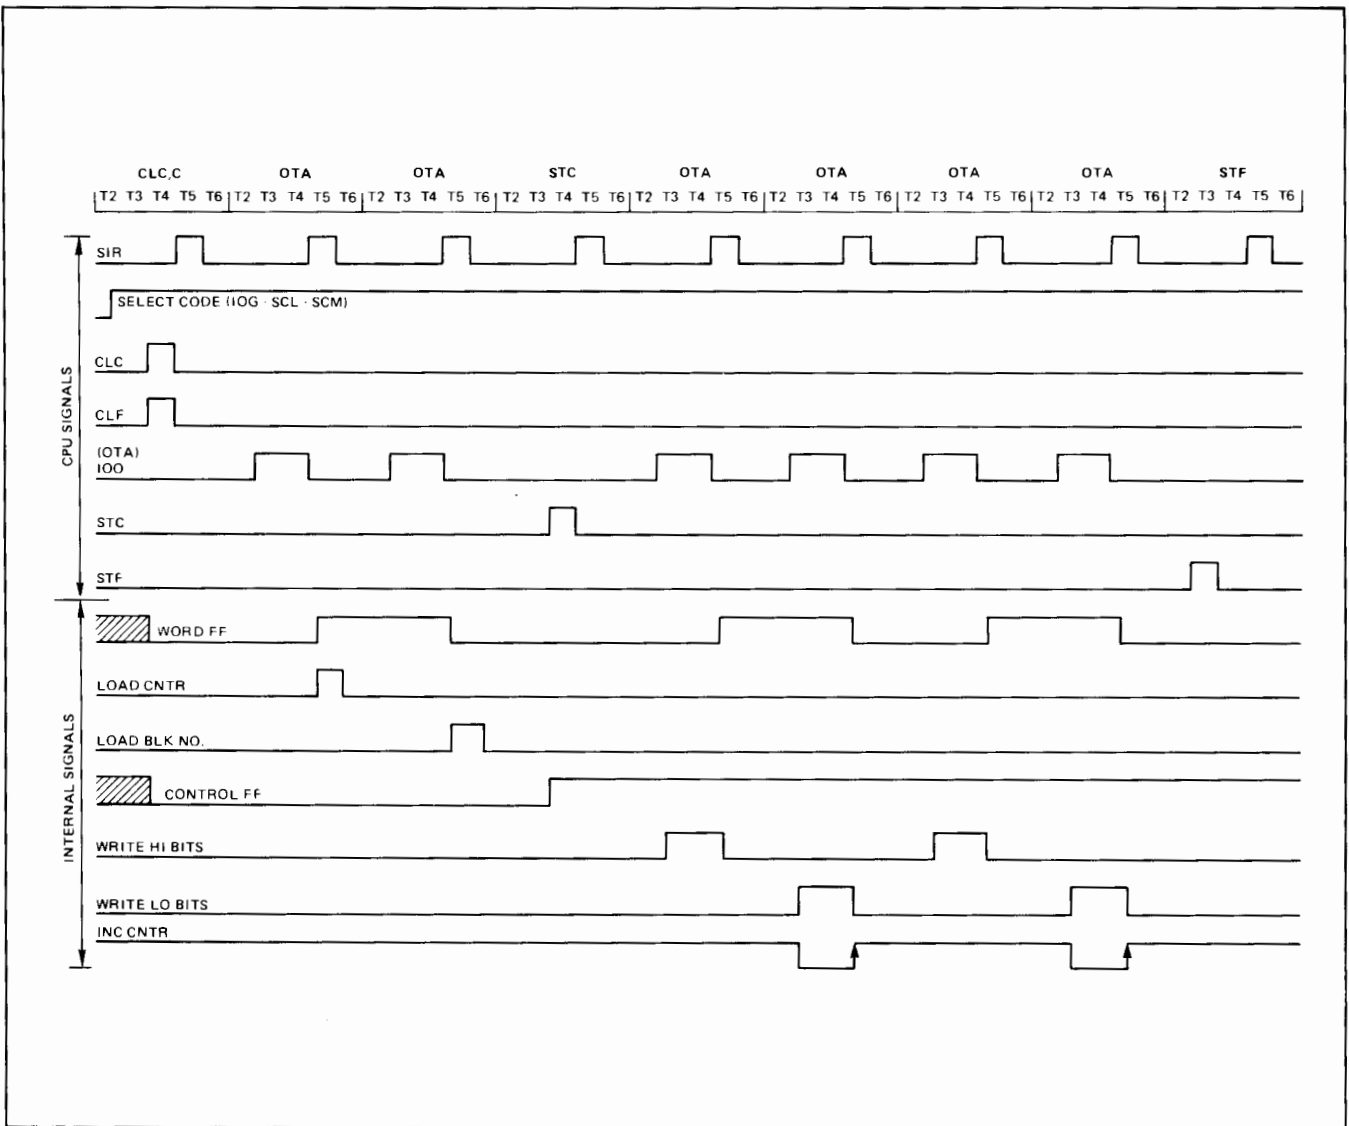 CLC,C OTA OTA STC OTA OTA OTA OTA STF
T2 T3 T4 T5 T6 T2 T3 T4 T5 T6 T2 T3 T4 T5 T6 T2 T3 T4 T5 T6 T2 T3 T4 T5 T6 T2 T3 T4 T5 T6 T2 T3 T4 T5 T6 T2 T3 T4 T5 T6 T2 T3 T4 T5 T6
CPU SIGNALS
SIR
SELECT CODE (IOG · SCL · SCM)
CLC
CLF
(OTA)
IOO
STC
STF
INTERNAL SIGNALS
WORD FF
LOAD CNTR
LOAD BLK NO.
CONTROL FF
WRITE HI BITS
WRITE LO BITS
INC CNTR